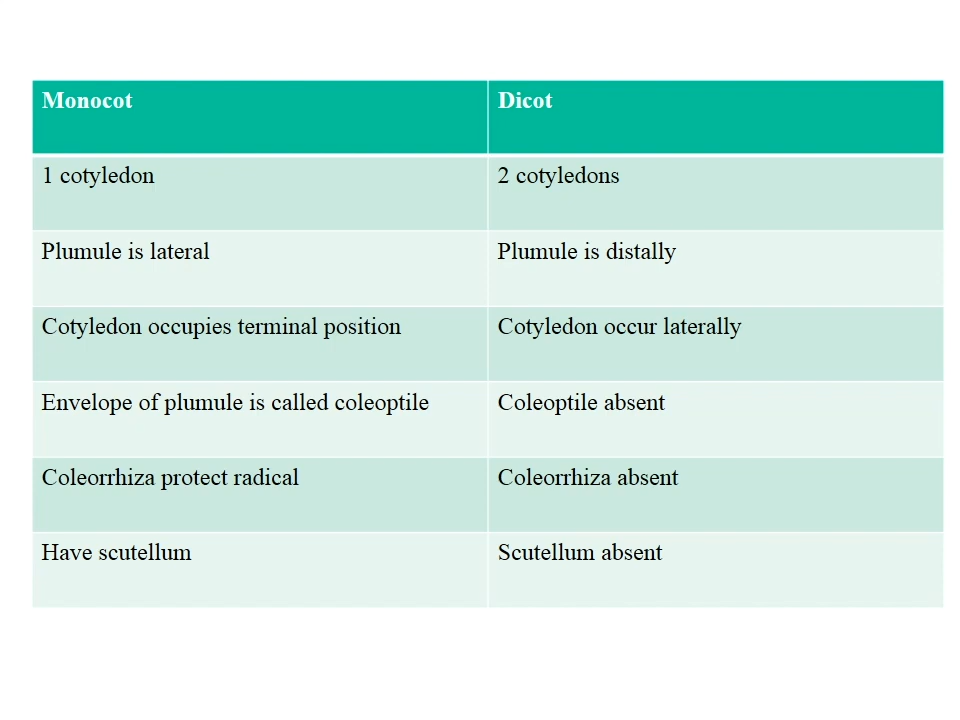 Monocot
Dicot
1 cotyledon
2 cotyledons
Plumule is lateral
Plumule is distally
Cotyledon occupies terminal position
Cotyledon occur laterally
Envelope of plumule is called coleoptile
Coleoptile absent
Coleorrhiza protect radical
Coleorrhiza absent
Have scutellum
Scutellum absent